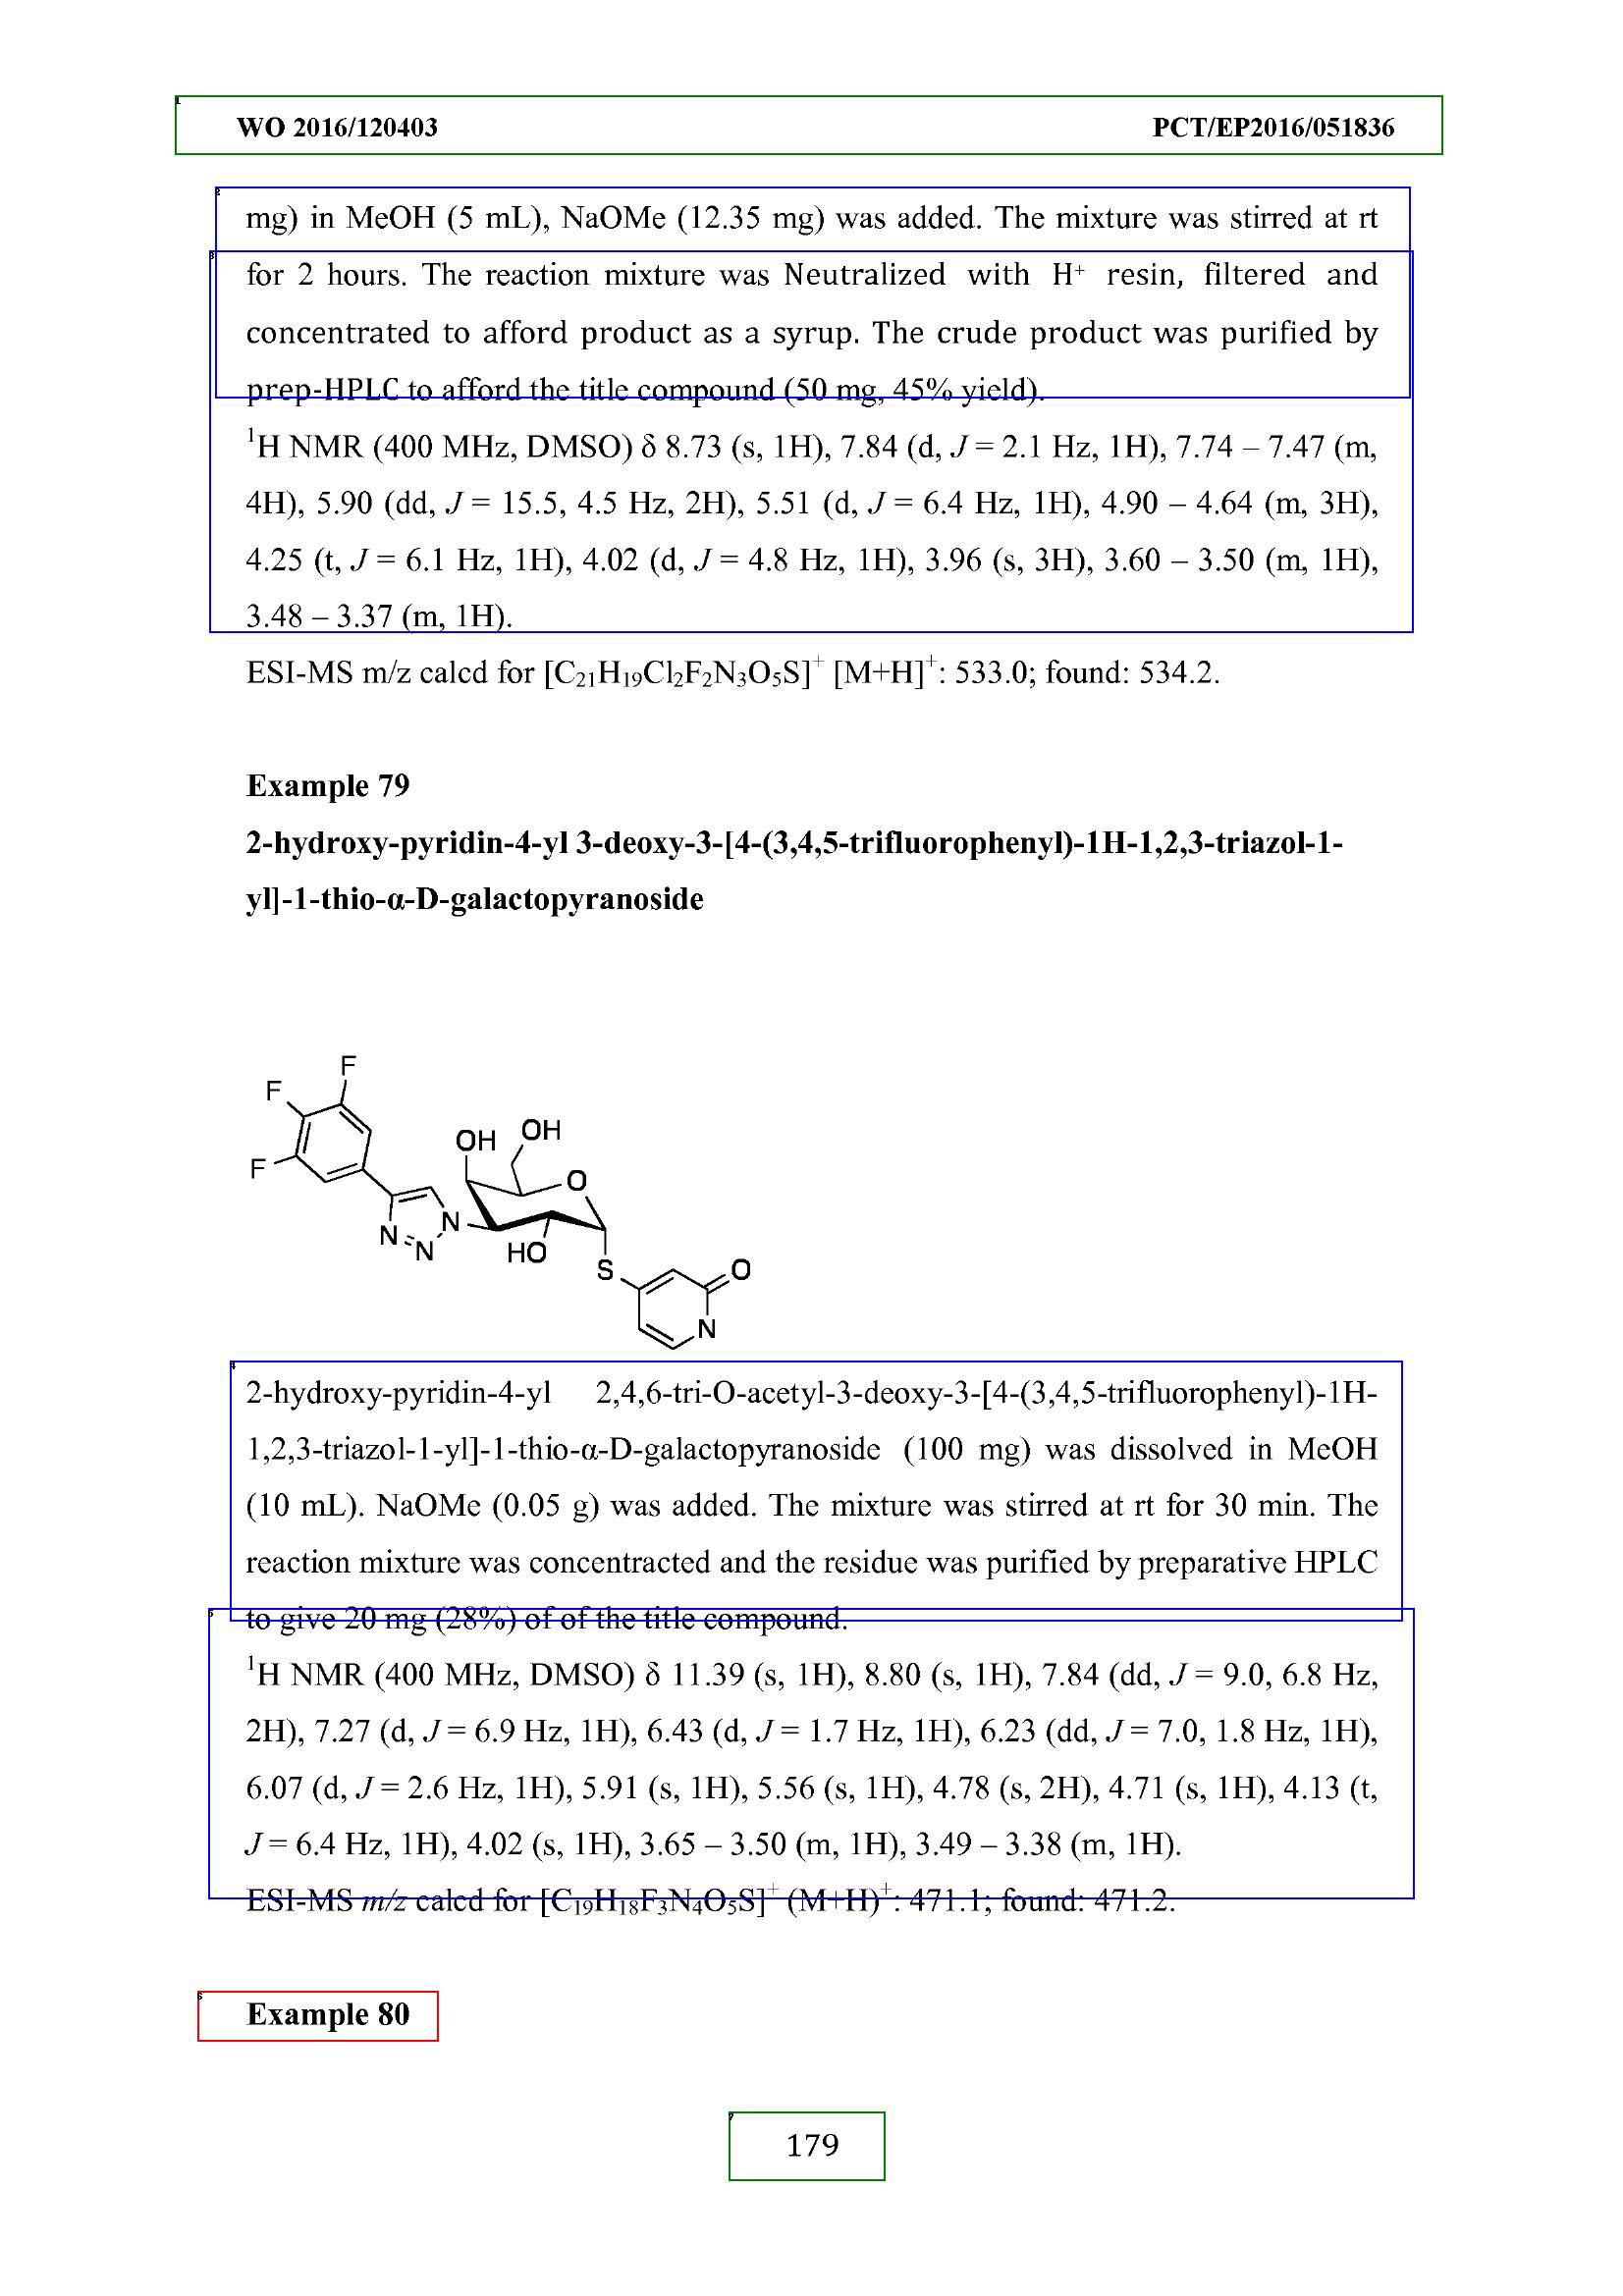 WO 2016/120403 PCT/EP2016/051836
mg) in MeOH (5 mL), NaOMe (12.35 mg) was added. The mixture was stirred at rt
for 2 hours. The reaction mixture was Neutralized with H⁺ resin, filtered and
concentrated to afford product as a syrup. The crude product was purified by
prep-HPLC to afford the title compound (50 mg, 45% yield).
¹H NMR (400 MHz, DMSO) δ 8.73 (s, 1H), 7.84 (d, J = 2.1 Hz, 1H), 7.74 – 7.47 (m,
4H), 5.90 (dd, J = 15.5, 4.5 Hz, 2H), 5.51 (d, J = 6.4 Hz, 1H), 4.90 – 4.64 (m, 3H),
4.25 (t, J = 6.1 Hz, 1H), 4.02 (d, J = 4.8 Hz, 1H), 3.96 (s, 3H), 3.60 – 3.50 (m, 1H),
3.48 – 3.37 (m, 1H).
ESI-MS m/z calcd for [C₂₁H₁₉Cl₂F₂N₃O₅S]⁺ [M+H]⁺: 533.0; found: 534.2.
Example 79
2-hydroxy-pyridin-4-yl 3-deoxy-3-[4-(3,4,5-trifluorophenyl)-1H-1,2,3-triazol-1-
yl]-1-thio-α-D-galactopyranoside
F
F
F
OH
OH
O
N
N
N
HO
S
O
N
2-hydroxy-pyridin-4-yl 2,4,6-tri-O-acetyl-3-deoxy-3-[4-(3,4,5-trifluorophenyl)-1H-
1,2,3-triazol-1-yl]-1-thio-α-D-galactopyranoside (100 mg) was dissolved in MeOH
(10 mL). NaOMe (0.05 g) was added. The mixture was stirred at rt for 30 min. The
reaction mixture was concentracted and the residue was purified by preparative HPLC
to give 20 mg (28%) of of the title compound.
¹H NMR (400 MHz, DMSO) δ 11.39 (s, 1H), 8.80 (s, 1H), 7.84 (dd, J = 9.0, 6.8 Hz,
2H), 7.27 (d, J = 6.9 Hz, 1H), 6.43 (d, J = 1.7 Hz, 1H), 6.23 (dd, J = 7.0, 1.8 Hz, 1H),
6.07 (d, J = 2.6 Hz, 1H), 5.91 (s, 1H), 5.56 (s, 1H), 4.78 (s, 2H), 4.71 (s, 1H), 4.13 (t,
J = 6.4 Hz, 1H), 4.02 (s, 1H), 3.65 – 3.50 (m, 1H), 3.49 – 3.38 (m, 1H).
ESI-MS m/z calcd for [C₁₉H₁₈F₃N₄O₅S]⁺ (M+H)⁺: 471.1; found: 471.2.
Example 80
179